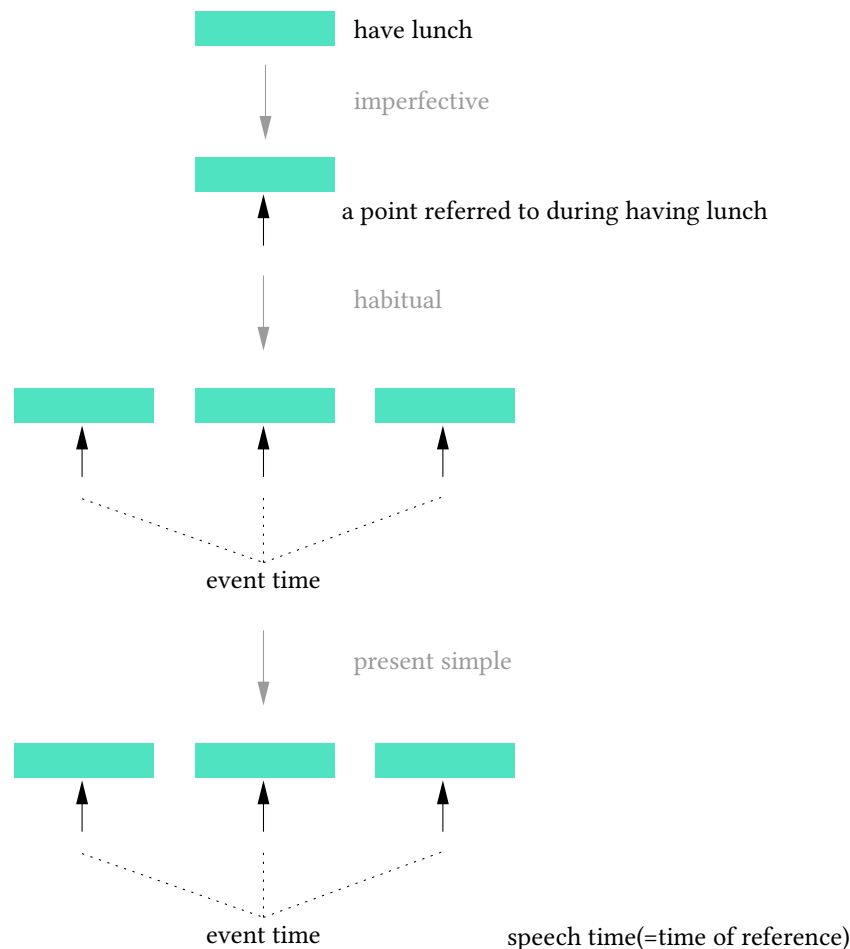 have lunch
imperfective
a point referred to during having lunch
habitual
event time
present simple
event time
speech time(=time of reference)